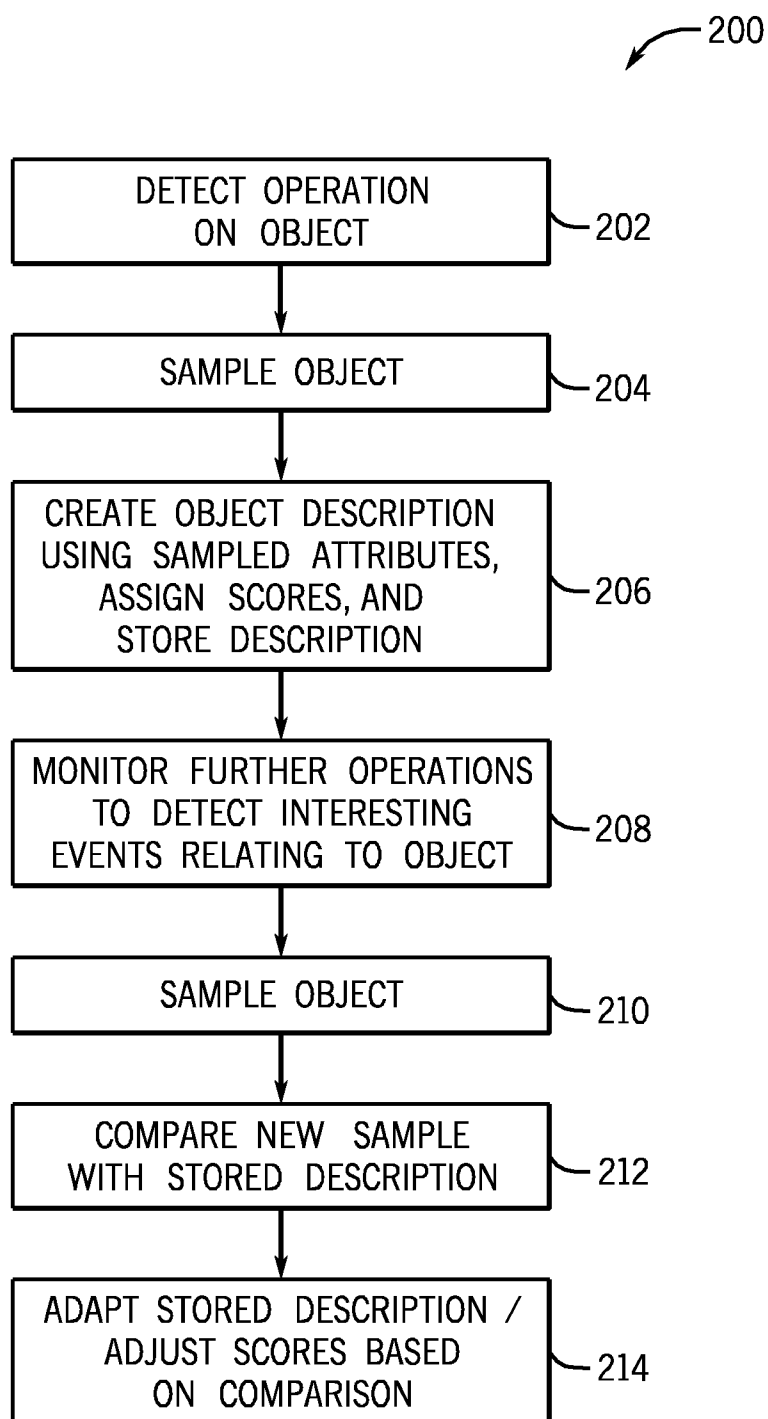 200
DETECT OPERATION
ON OBJECT
202
SAMPLE OBJECT
204
CREATE OBJECT DESCRIPTION
USING SAMPLED ATTRIBUTES,
ASSIGN SCORES, AND
STORE DESCRIPTION
206
MONITOR FURTHER OPERATIONS
TO DETECT INTERESTING
EVENTS RELATING TO OBJECT
208
SAMPLE OBJECT
210
COMPARE NEW SAMPLE
WITH STORED DESCRIPTION
212
ADAPT STORED DESCRIPTION /
ADJUST SCORES BASED
ON COMPARISON
214